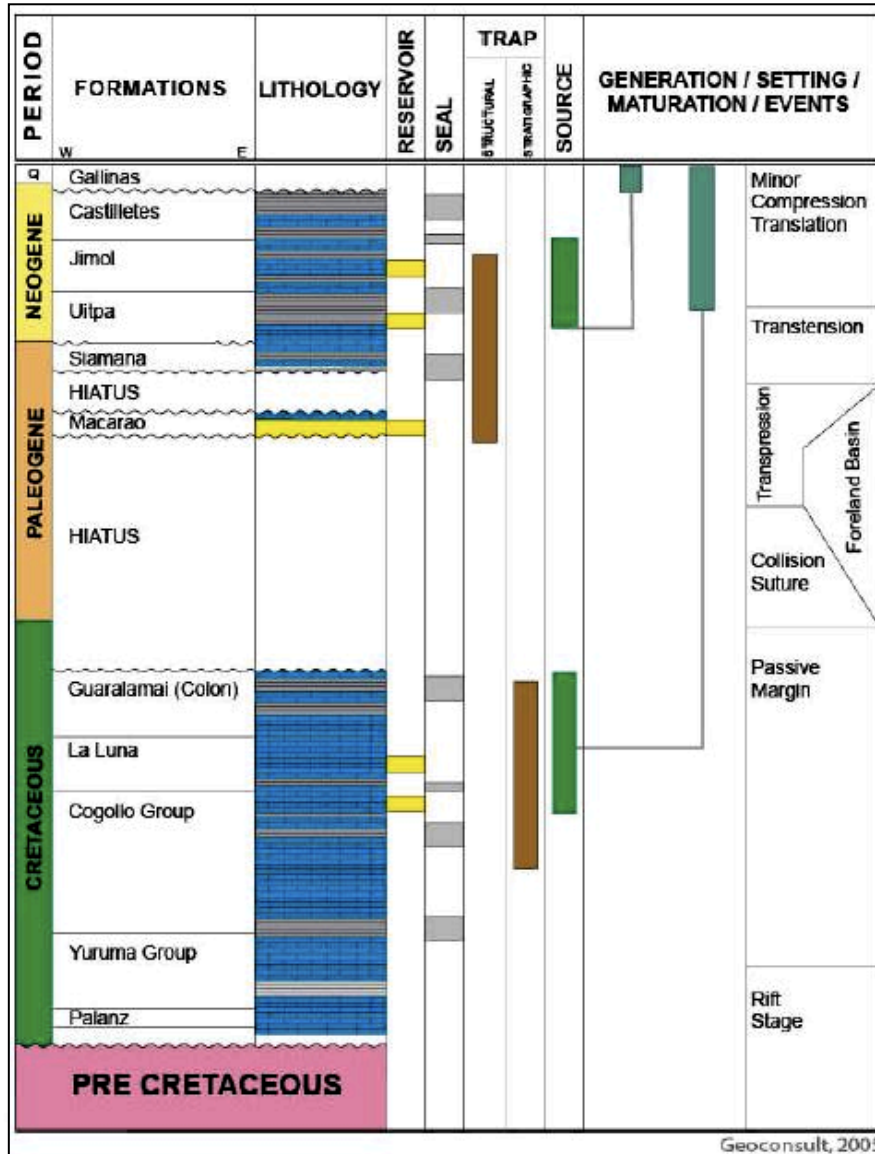 PERIOD
FORMATIONS
W E
LITHOLOGY
RESERVOIR
SEAL
TRAP
STRUCTURAL
STRATIGRAPHIC
SOURCE
GENERATION / SETTING /
MATURATION / EVENTS
Q
NEOGENE
PALEOGENE
CRETACEOUS
Gallinas
Castilletes
Jimol
Uitpa
Siamana
HIATUS
Macarao
HIATUS
Guaralamai (Colon)
La Luna
Cogollo Group
Yuruma Group
Palanz
PRE CRETACEOUS
Minor
Compression
Translation
Transtension
Transpression
Foreland Basin
Collision
Suture
Passive
Margin
Rift
Stage
Geoconsult, 2005